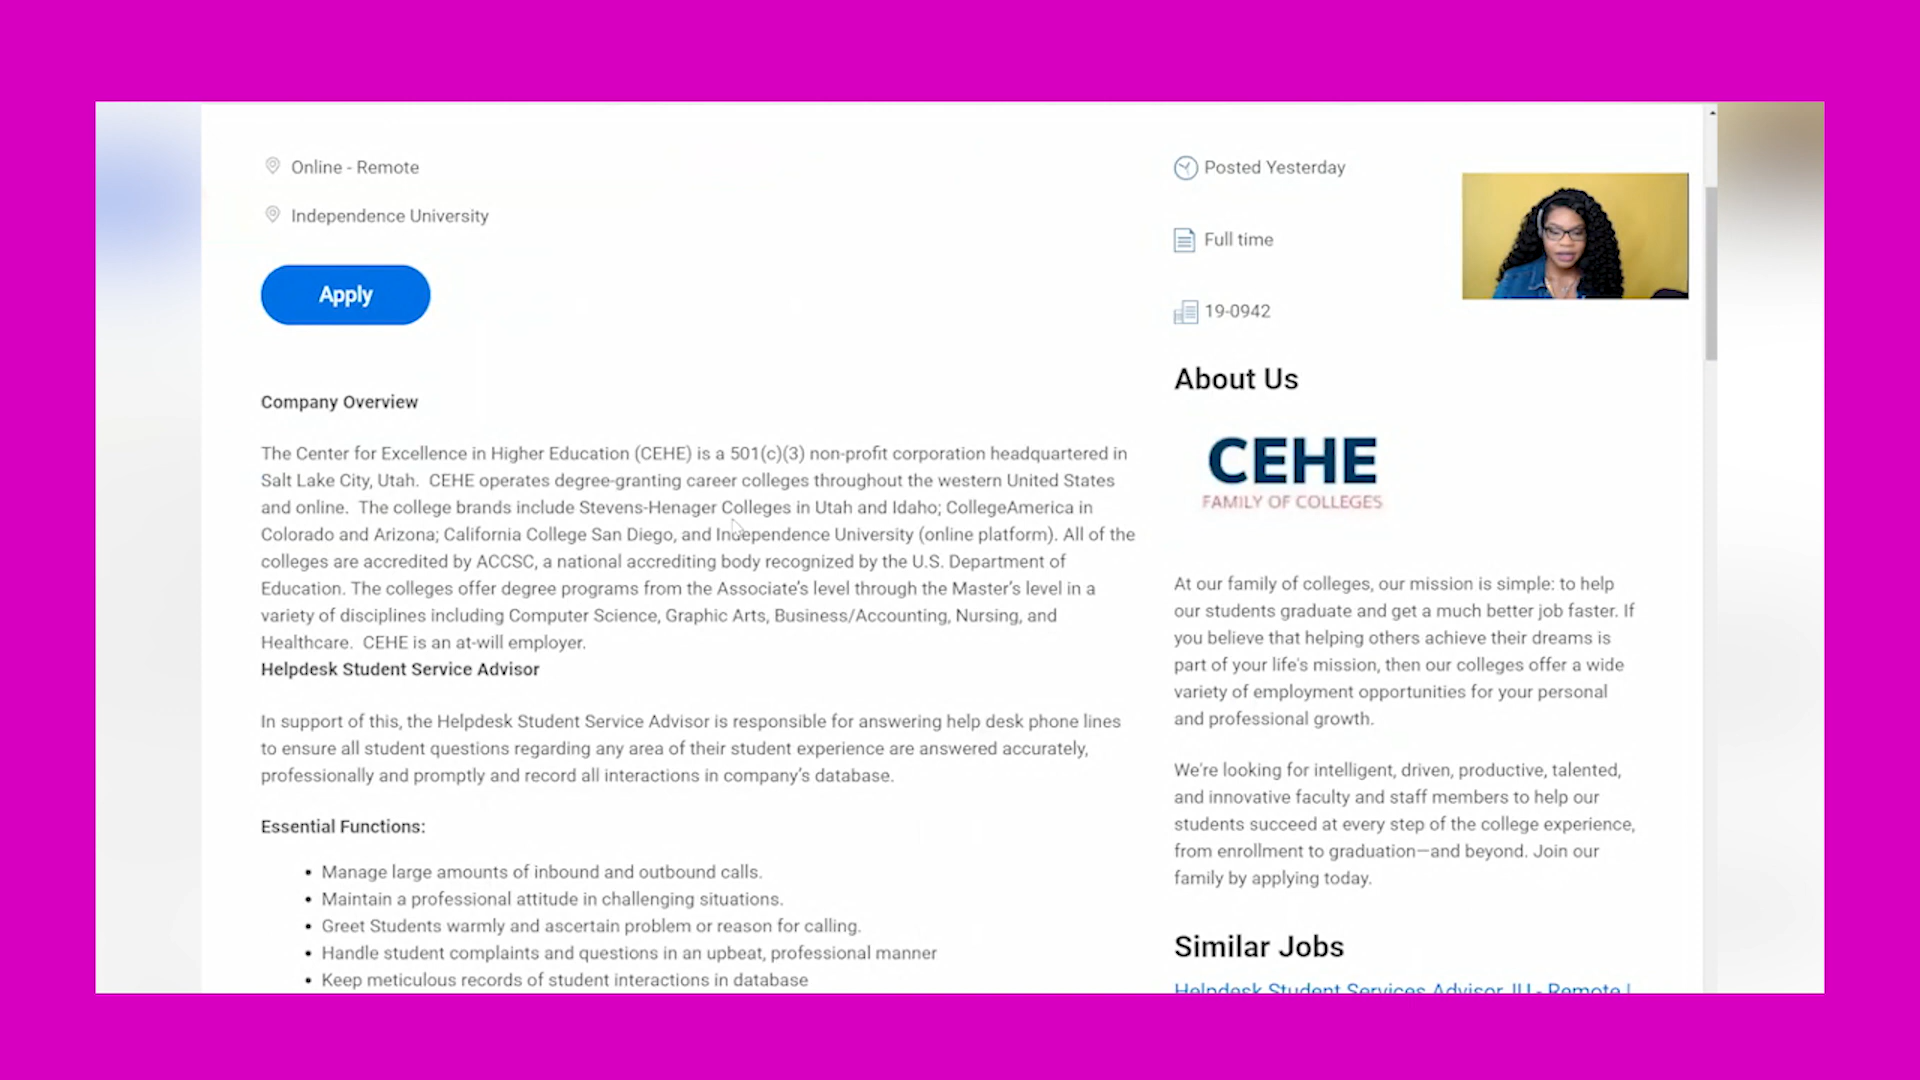 Online - Remote
Independence University
Apply
Posted Yesterday
Full time
19-0942
Company Overview
The Center for Excellence in Higher Education (CEHE) is a 501(c)(3) non-profit corporation headquartered in
Salt Lake City, Utah.  CEHE operates degree-granting career colleges throughout the western United States
and online.  The college brands include Stevens-Henager Colleges in Utah and Idaho; CollegeAmerica in
Colorado and Arizona; California College San Diego, and Independence University (online platform). All of the
colleges are accredited by ACCSC, a national accrediting body recognized by the U.S. Department of
Education. The colleges offer degree programs from the Associate's level through the Master's level in a
variety of disciplines including Computer Science, Graphic Arts, Business/Accounting, Nursing, and
Healthcare.  CEHE is an at-will employer.
Helpdesk Student Service Advisor
In support of this, the Helpdesk Student Service Advisor is responsible for answering help desk phone lines
to ensure all student questions regarding any area of their student experience are answered accurately,
professionally and promptly and record all interactions in company's database.
Essential Functions:
• Manage large amounts of inbound and outbound calls.
• Maintain a professional attitude in challenging situations.
• Greet Students warmly and ascertain problem or reason for calling.
• Handle student complaints and questions in an upbeat, professional manner
• Keep meticulous records of student interactions in database
About Us
CEHE
FAMILY OF COLLEGES
At our family of colleges, our mission is simple: to help
our students graduate and get a much better job faster. If
you believe that helping others achieve their dreams is
part of your life's mission, then our colleges offer a wide
variety of employment opportunities for your personal
and professional growth.
We're looking for intelligent, driven, productive, talented,
and innovative faculty and staff members to help our
students succeed at every step of the college experience,
from enrollment to graduation—and beyond. Join our
family by applying today.
Similar Jobs
Helpdesk Student Services Advisor IU - Remote |